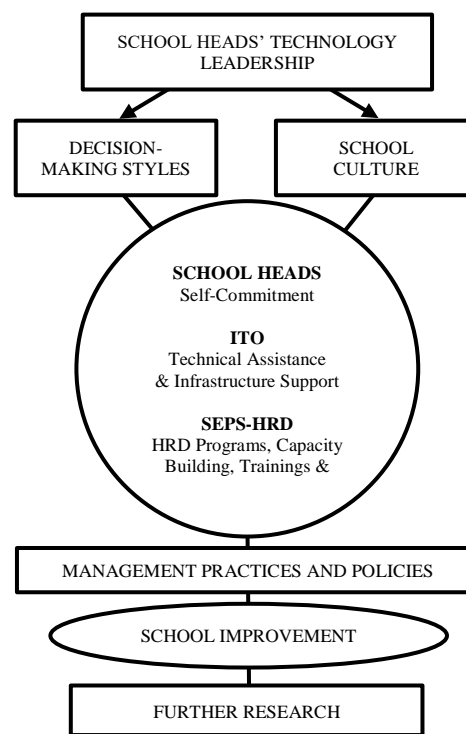 SCHOOL HEADS' TECHNOLOGY
LEADERSHIP
DECISION-
MAKING STYLES
SCHOOL
CULTURE
SCHOOL HEADS
Self-Commitment
ITO
Technical Assistance
& Infrastructure Support
SEPS-HRD
HRD Programs, Capacity
Building, Trainings &
MANAGEMENT PRACTICES AND POLICIES
SCHOOL IMPROVEMENT
FURTHER RESEARCH